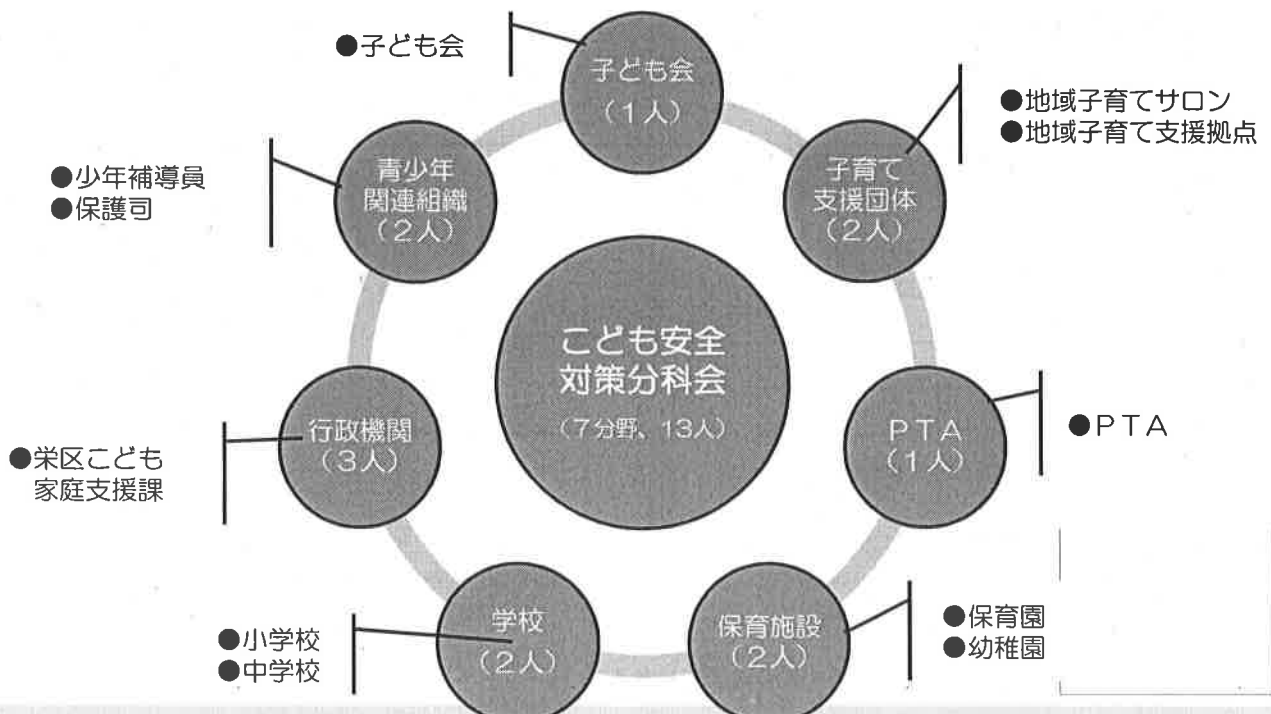 ●子ども会
子ども会
(1人)
●地域子育てサロン
●地域子育て支援拠点
子育て
支援団体
(2人)
青少年
関連組織
(2人)
●少年補導員
●保護司
こども安全
対策分科会
(7分野、13人)
行政機関
(3人)
●栄区こども
家庭支援課
PTA
(1人)
●PTA
学校
(2人)
●小学校
●中学校
保育施設
(2人)
●保育園
●幼稚園